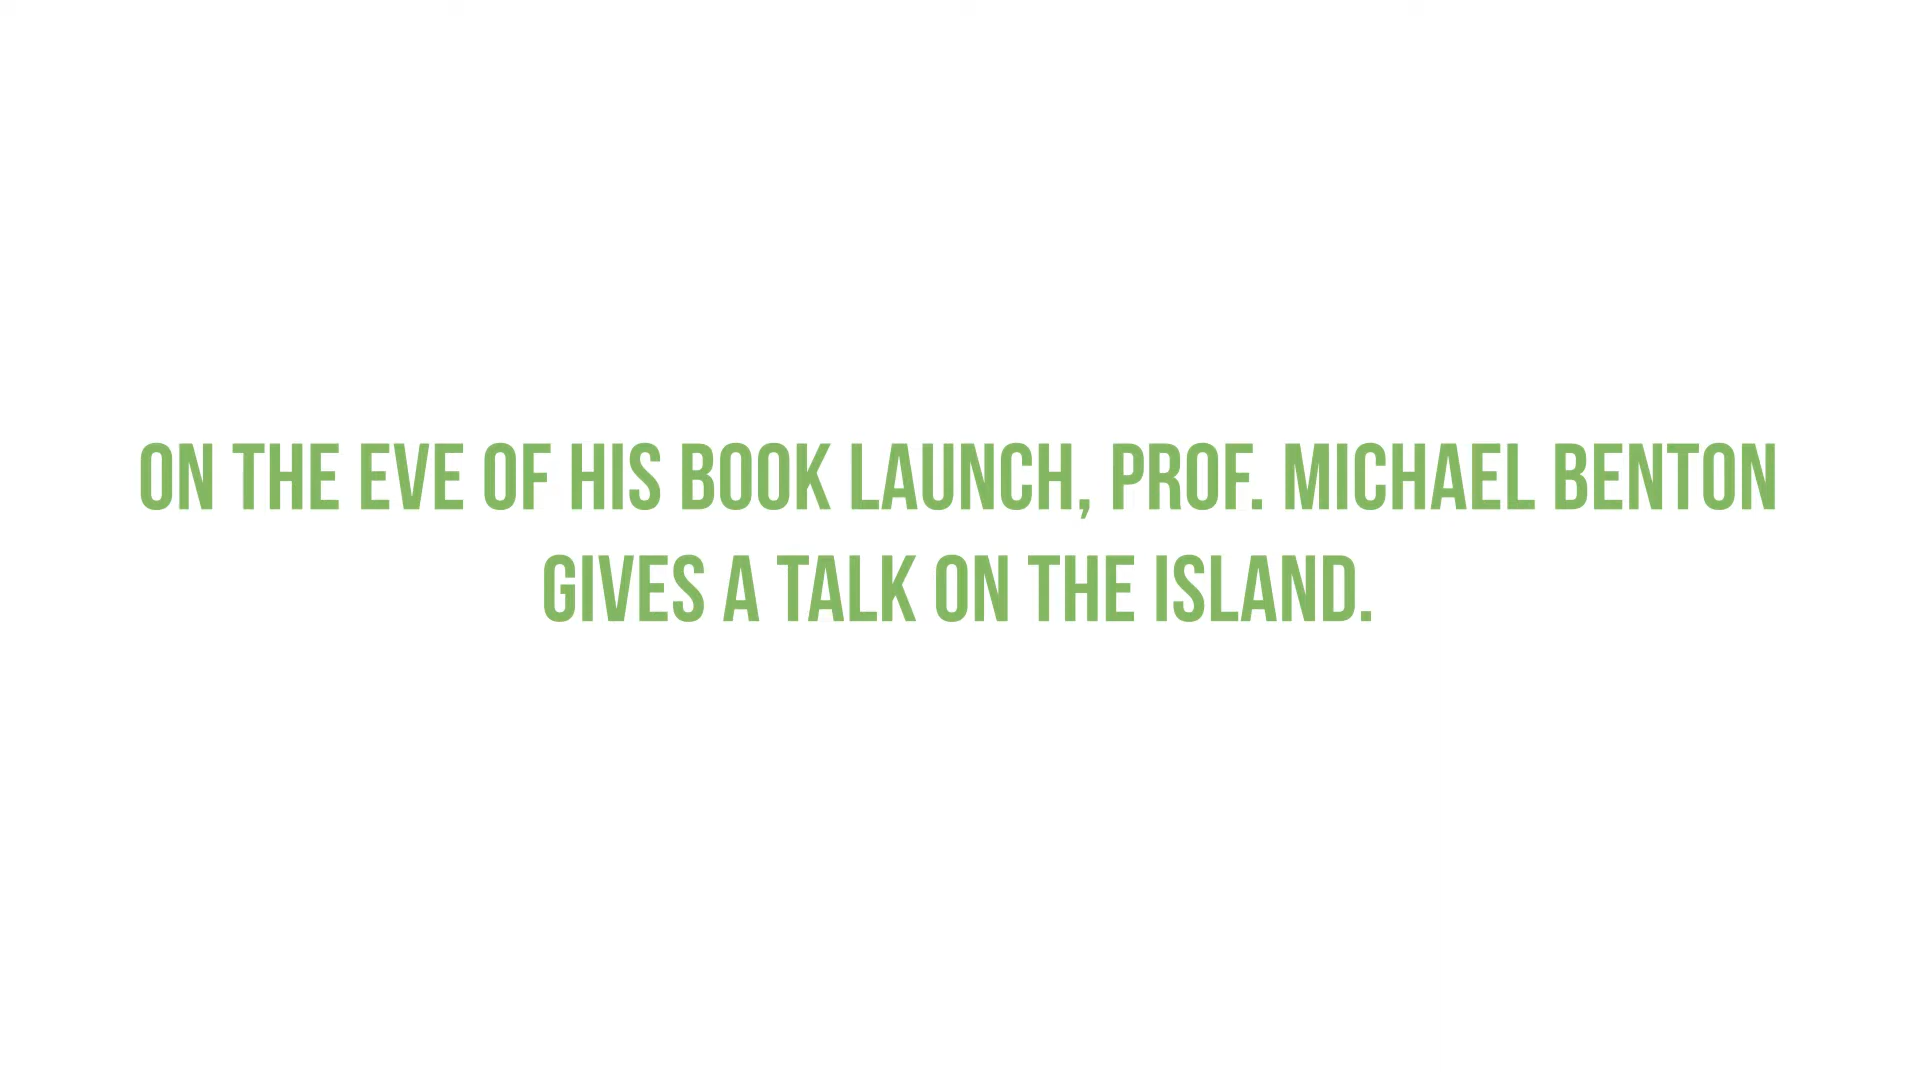 ON THE EVE OF HIS BOOK LAUNCH, PROF. MICHAEL BENTON
GIVES A TALK ON THE ISLAND.